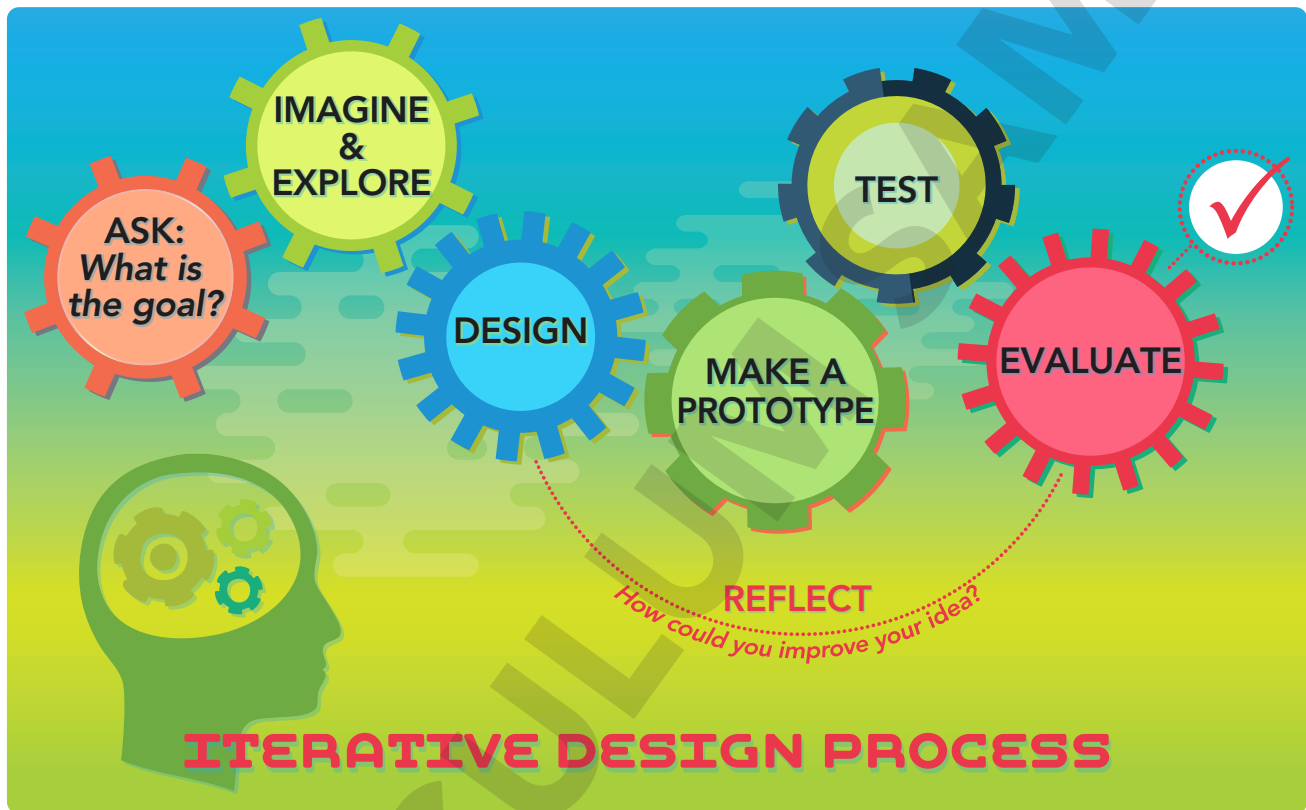 IMAGINE
&
EXPLORE
ASK:
What is
the goal?
DESIGN
MAKE A
PROTOTYPE
TEST
EVALUATE
REFLECT
How could you improve your idea?
ITERATIVE DESIGN PROCESS